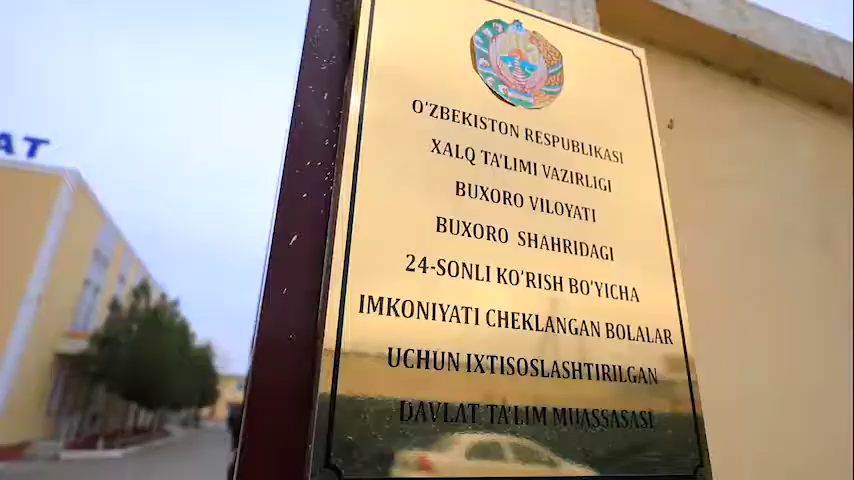 AT
O'ZBEKISTON RESPUBLIKASI
XALQ TA'LIMI VAZIRLIGI
BUXORO VILOYATI
BUXORO SHAHRIDAGI
24-SONLI KO'RISH BO'YICHA
IMKONIYATI CHEKLANGAN BOLALAR
UCHUN IXTISOSLASHTIRILGAN
DAVLAT TA'LIM MUASSASASI